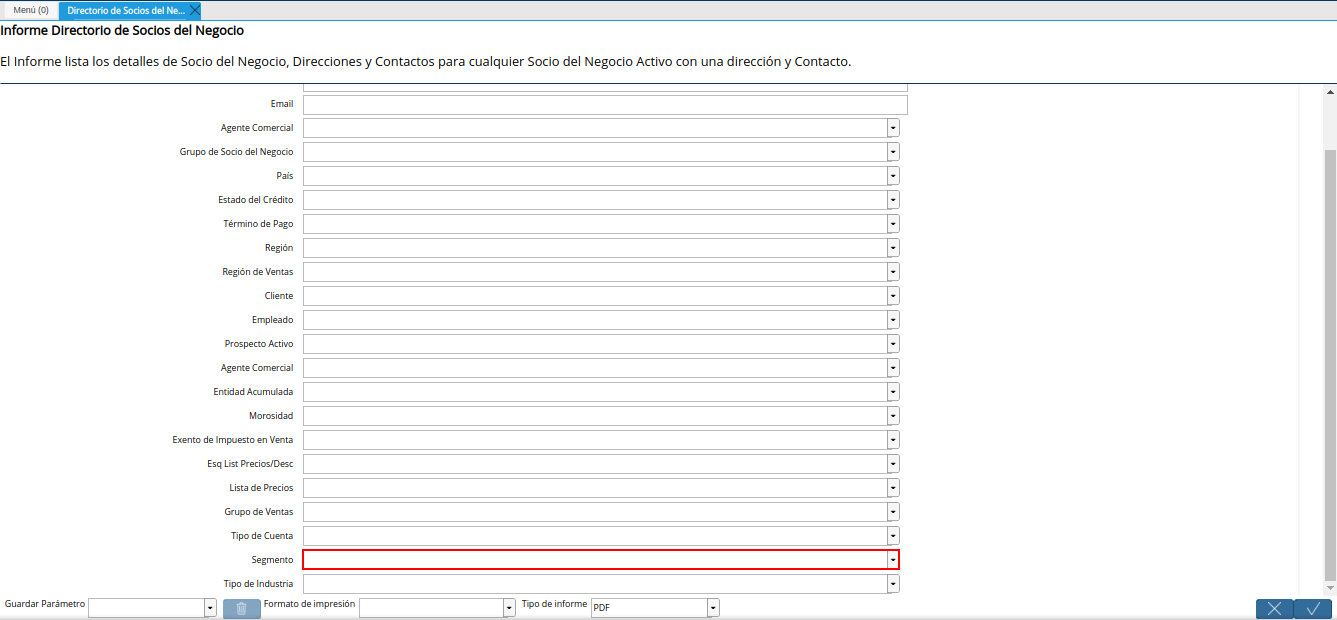 Menú (0)
Directorio de Socios del Ne...
Informe Directorio de Socios del Negocio
El Informe lista los detalles de Socio del Negocio, Direcciones y Contactos para cualquier Socio del Negocio Activo con una dirección y Contacto.
Email
Agente Comercial
Grupo de Socio del Negocio
País
Estado del Crédito
Término de Pago
Región
Región de Ventas
Cliente
Empleado
Prospecto Activo
Agente Comercial
Entidad Acumulada
Morosidad
Exento de Impuesto en Venta
Esq List Precios/Desc
Lista de Precios
Grupo de Ventas
Tipo de Cuenta
Segmento
Tipo de Industria
Guardar Parámetro
Formato de impresión
Tipo de informe
PDF